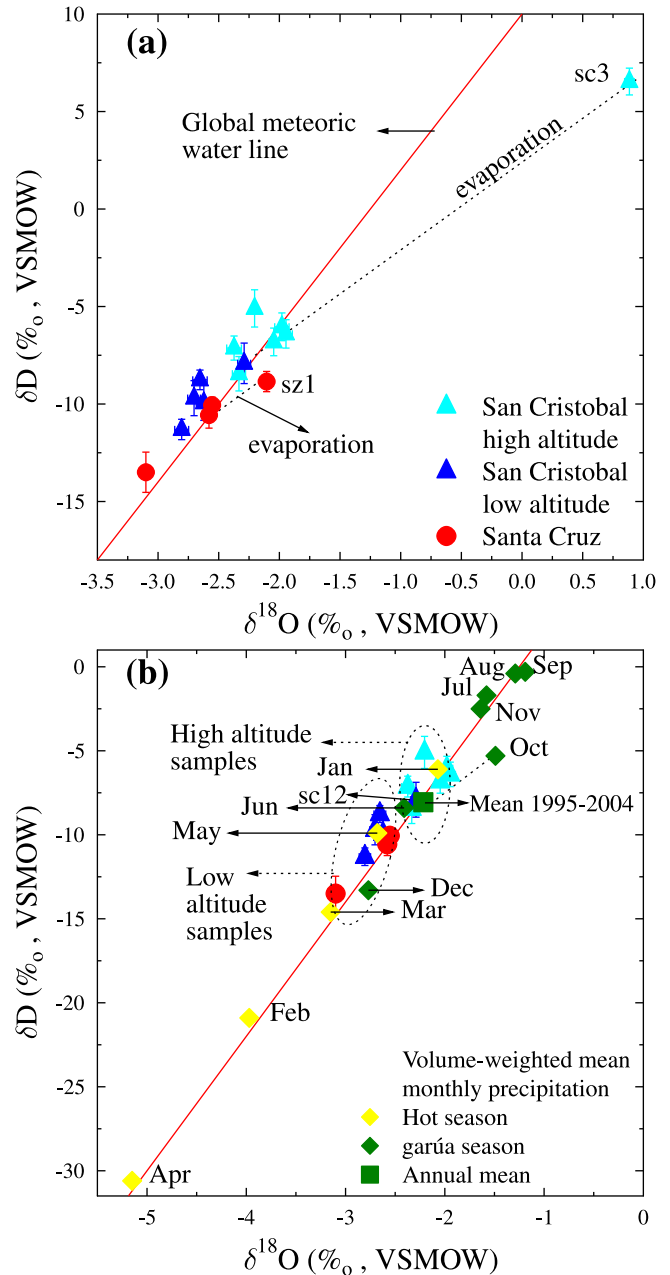 (a)
10
5
0
-5
-10
-15
δD (‰, VSMOW)
Global meteoric
water line
sc3
evaporation
sz1
evaporation
San Cristobal
high altitude
San Cristobal
low altitude
Santa Cruz
-3.5 -3.0 -2.5 -2.0 -1.5 -1.0 -0.5 0.0 0.5 1.0
δ¹⁸O (‰, VSMOW)
(b)
0
-5
-10
-15
-20
-25
-30
δD (‰, VSMOW)
Aug Sep
Jul
Nov
High altitude
samples
Oct
Jan
sc12
Jun
Mean 1995-2004
May
Low
altitude
samples
Dec
Mar
Feb
Apr
Volume-weighted mean
monthly precipitation
Hot season
garúa season
Annual mean
-5 -4 -3 -2 -1 0
δ¹⁸O (‰, VSMOW)